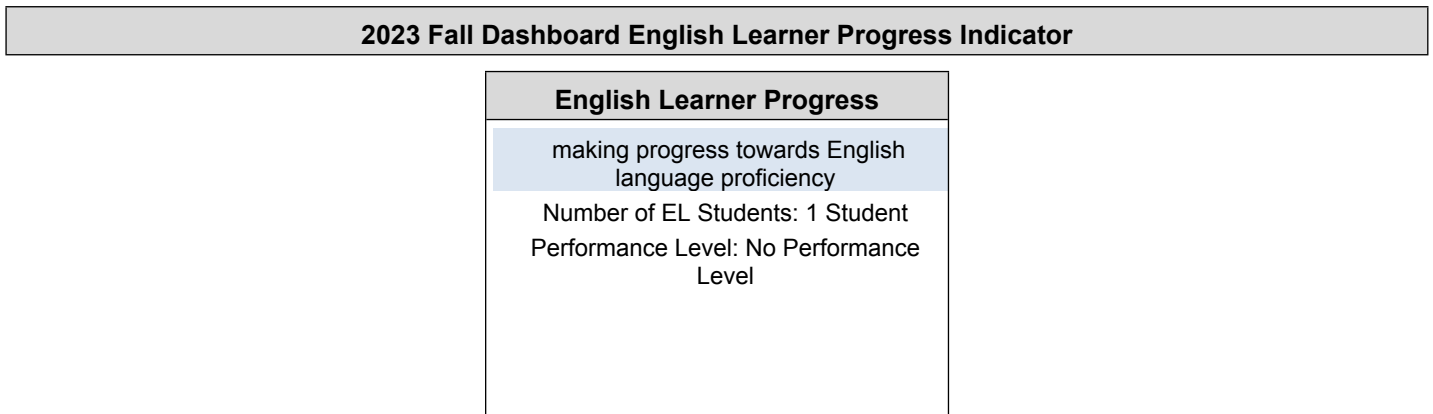 2023 Fall Dashboard English Learner Progress Indicator
English Learner Progress
making progress towards English
language proficiency
Number of EL Students: 1 Student
Performance Level: No Performance
Level